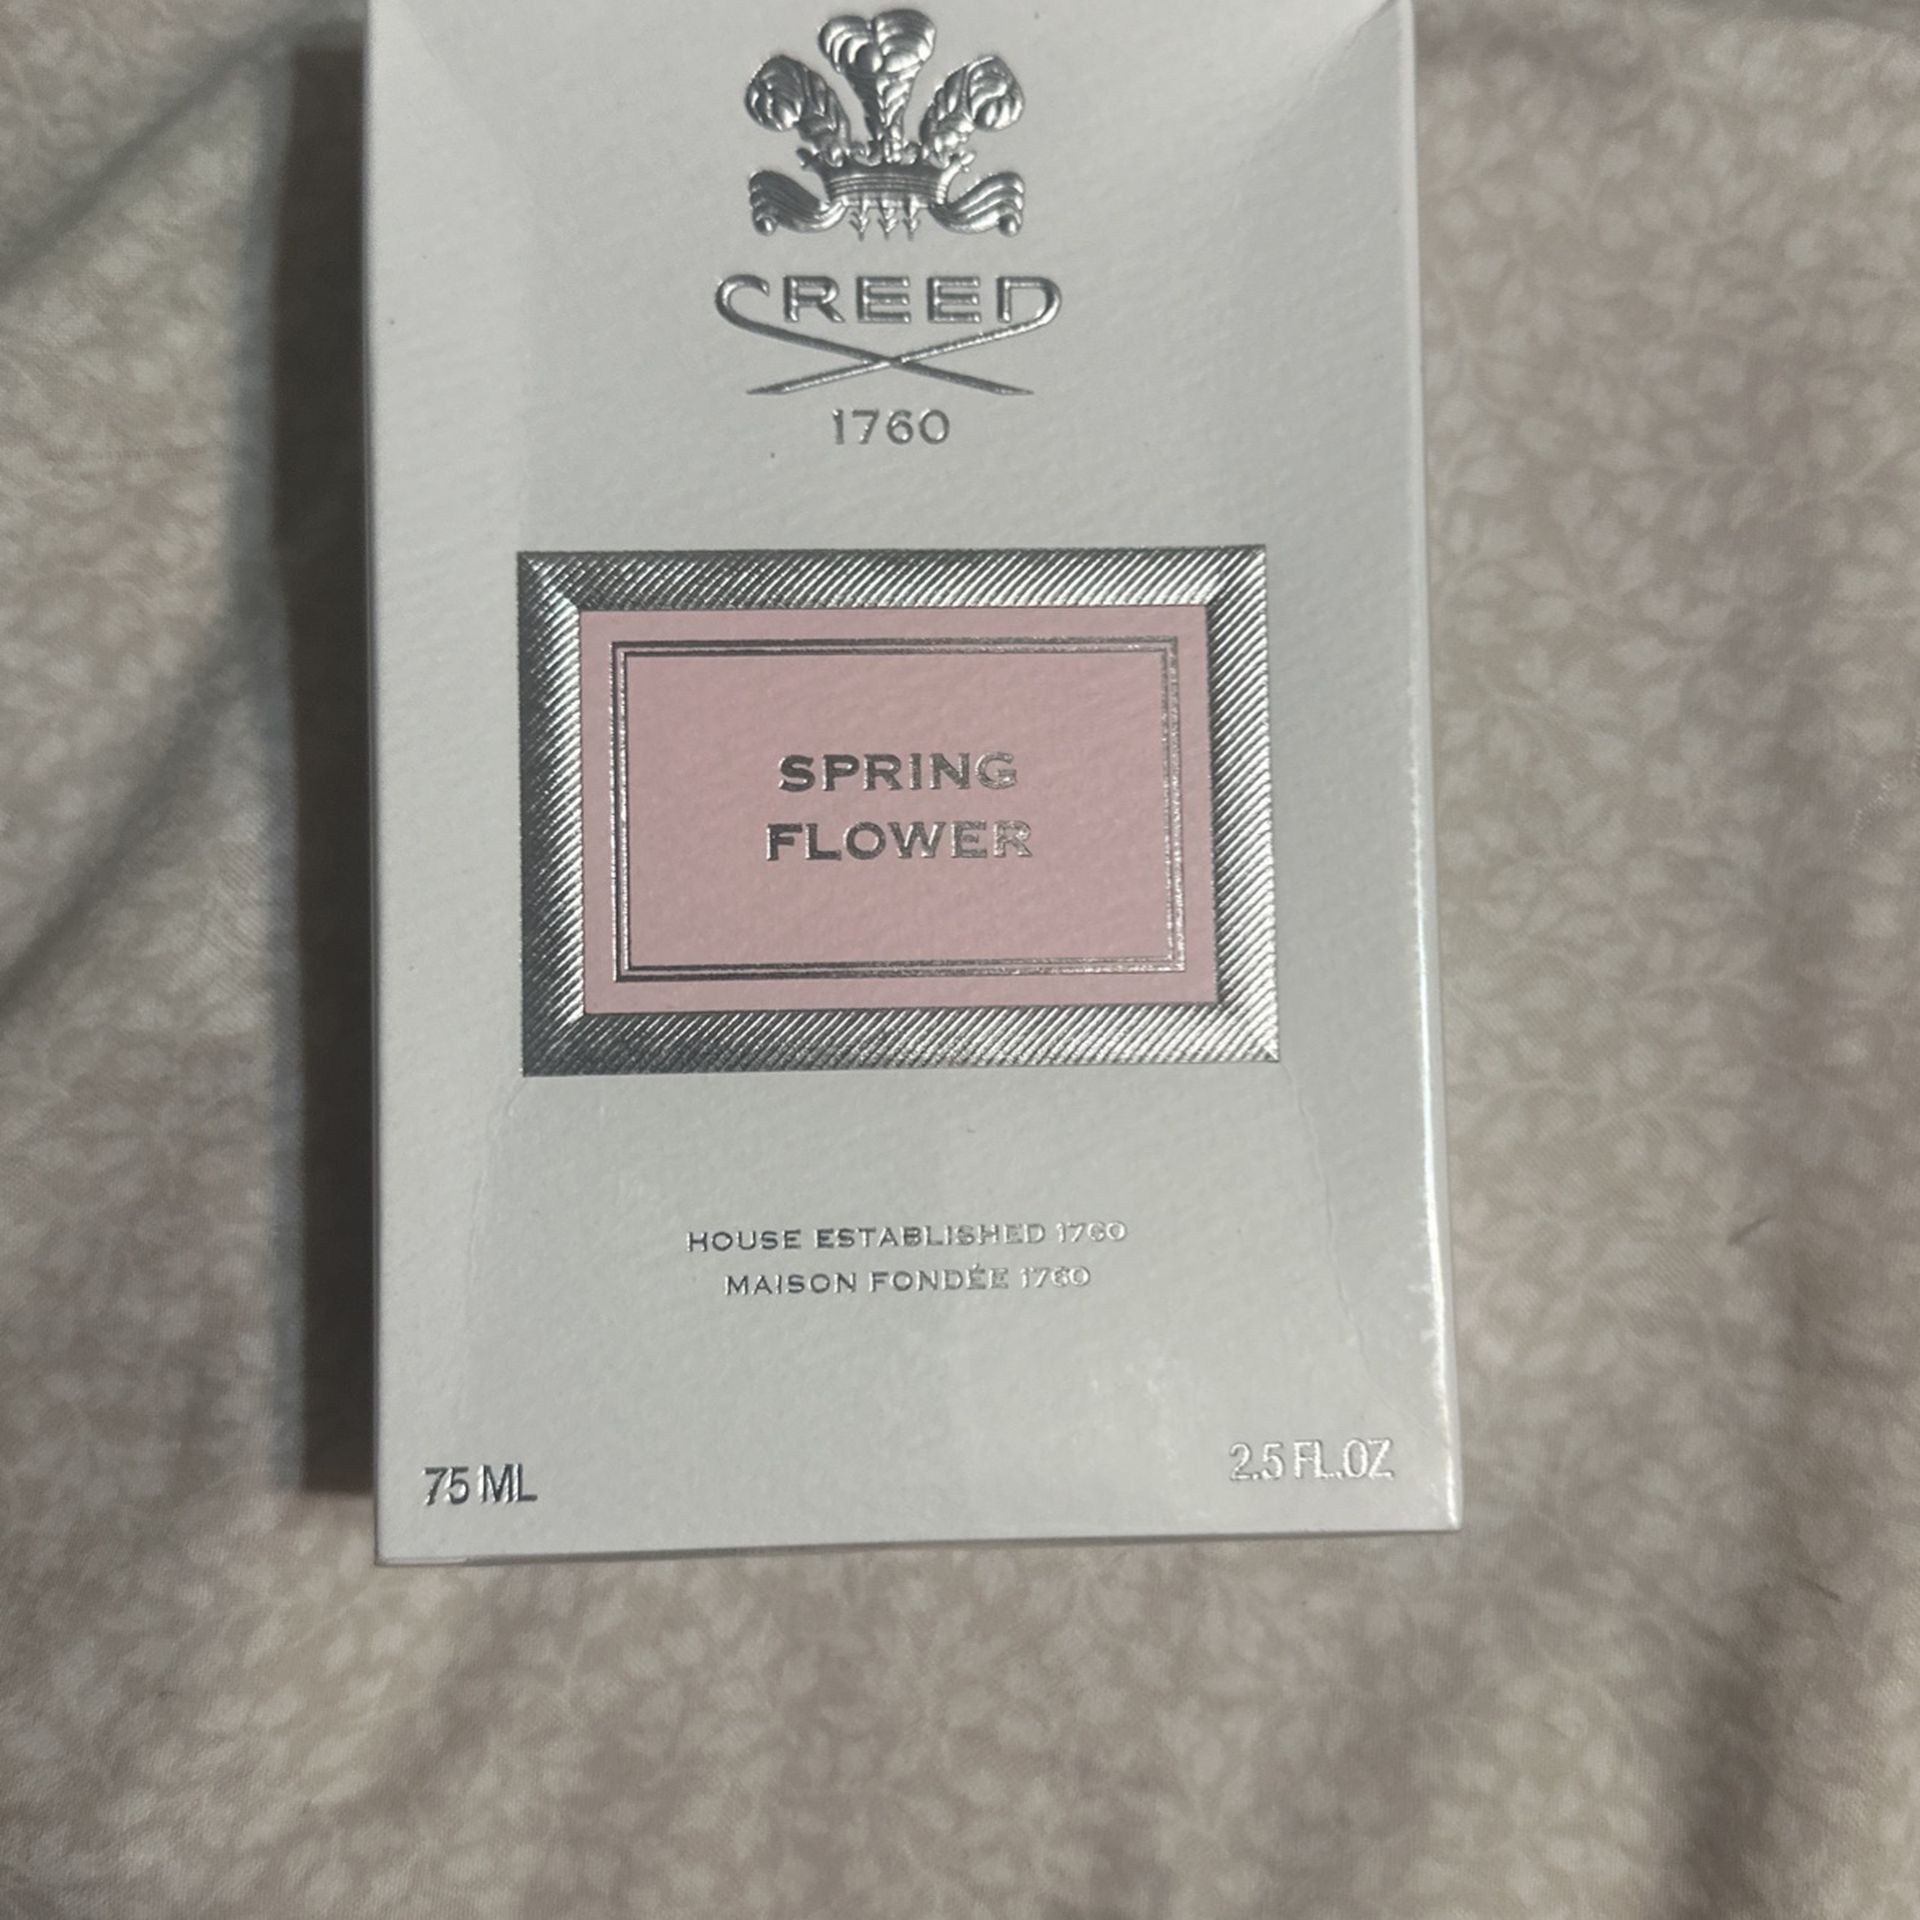 CREED
1760
SPRING
FLOWER
HOUSE ESTABLISHED 1760
MAISON FONDÉE 1760
75 ML
2.5 FL.OZ